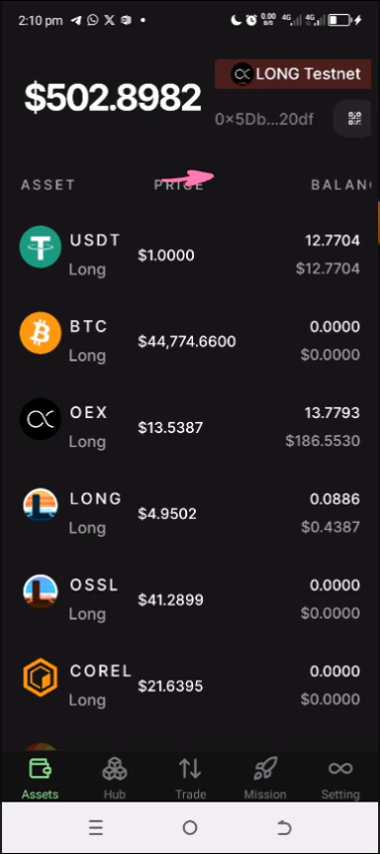 2:10 pm
0.00
B/S
4G
4G
LONG Testnet
$502.8982
0×5Db...20df
ASSET PRICE BALAN
USDT 12.7704
$1.0000
Long $12.7704
BTC 0.0000
$44,774.6600
Long $0.0000
OEX 13.7793
$13.5387
Long $186.5530
LONG 0.0886
$4.9502
Long $0.4387
OSSL 0.0000
$41.2899
Long $0.0000
COREL 0.0000
$21.6395
Long $0.0000
Assets Hub Trade Mission Setting